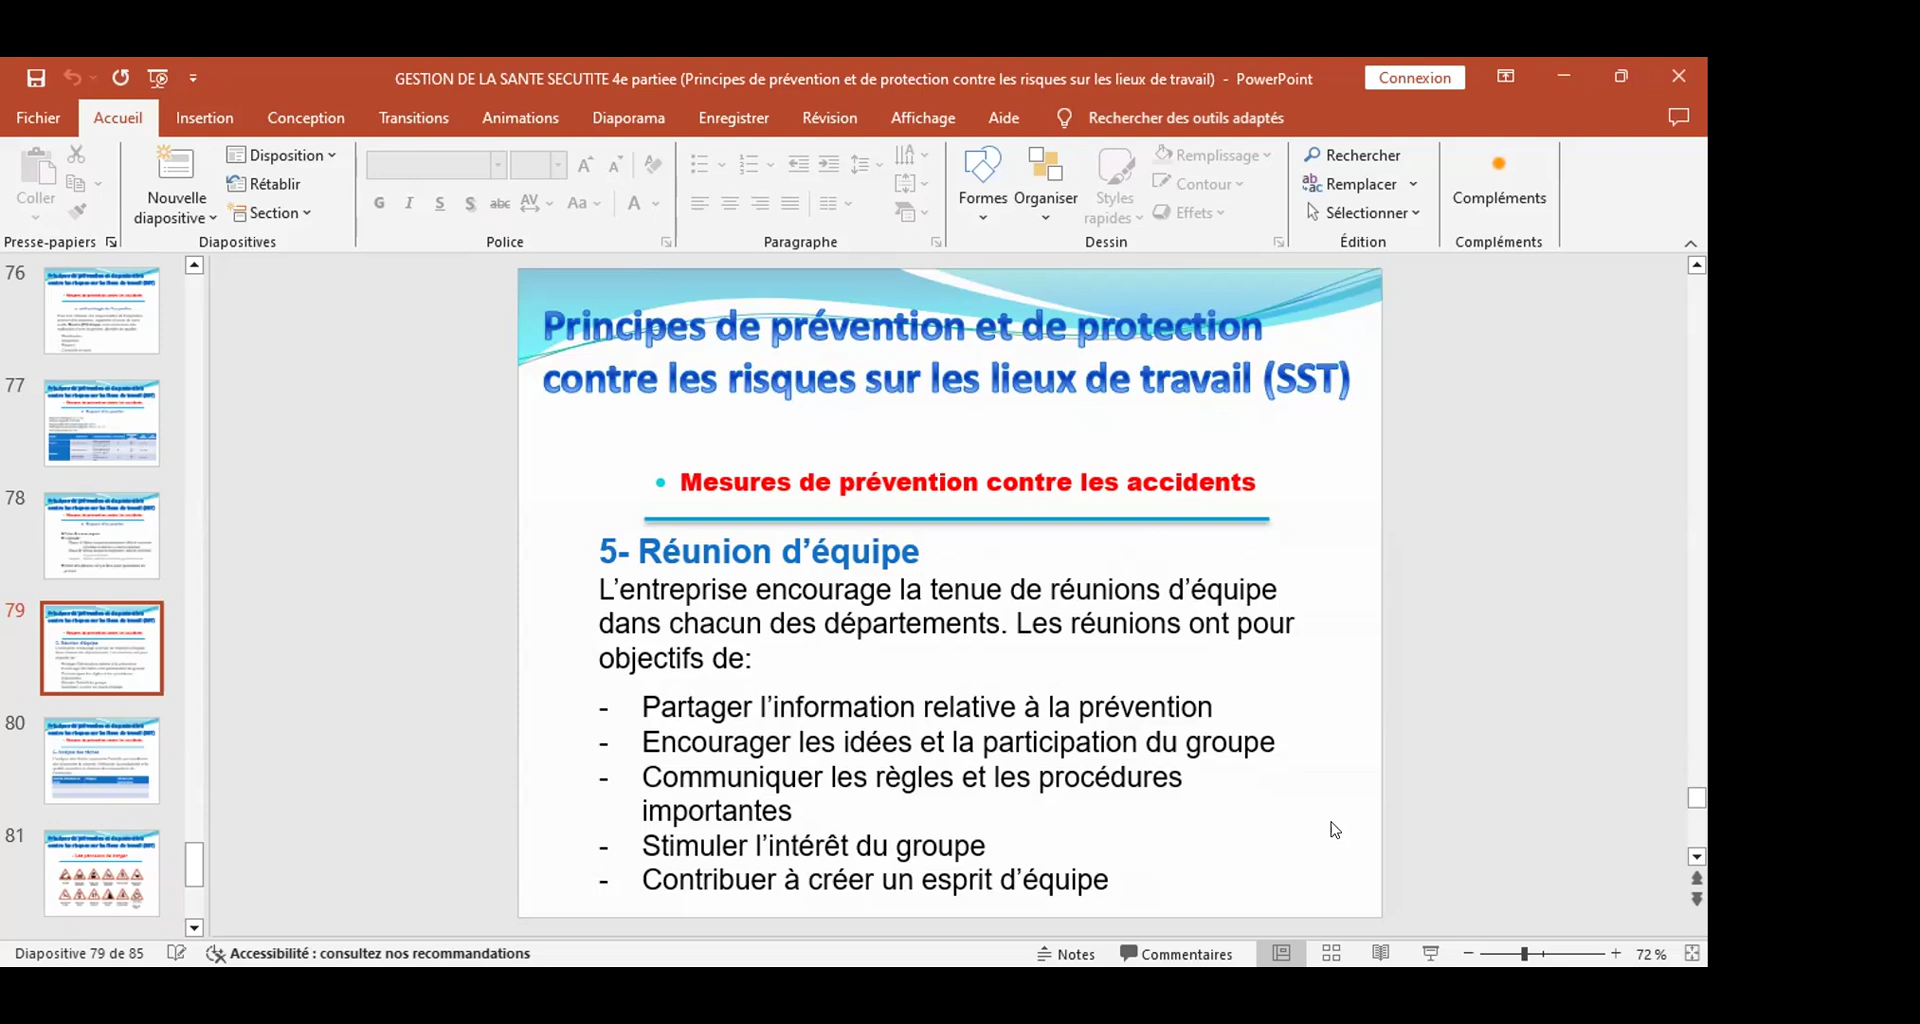 GESTION DE LA SANTE SECUTITE 4e partiee (Principes de prévention et de protection contre les risques sur les lieux de travail) - PowerPoint
Connexion
Fichier Accueil Insertion Conception Transitions Animations Diaporama Enregistrer Révision Affichage Aide Rechercher des outils adaptés
Coller
Nouvelle diapositive
Disposition
Rétablir
Section
G I S S abc AV Aa A
Formes
Organiser
Styles rapides
Remplissage
Contour
Effets
Rechercher
Remplacer
Sélectionner
Compléments
Presse-papiers Diapositives Police Paragraphe Dessin Édition Compléments
76
77
78
79
80
81
Principes de prévention et de protection
contre les risques sur les lieux de travail (SST)
• Mesures de prévention contre les accidents
5- Réunion d’équipe
L’entreprise encourage la tenue de réunions d’équipe
dans chacun des départements. Les réunions ont pour
objectifs de:
- Partager l’information relative à la prévention
- Encourager les idées et la participation du groupe
- Communiquer les règles et les procédures
importantes
- Stimuler l’intérêt du groupe
- Contribuer à créer un esprit d’équipe
Diapositive 79 de 85 Accessibilité : consultez nos recommandations Notes Commentaires 72 %